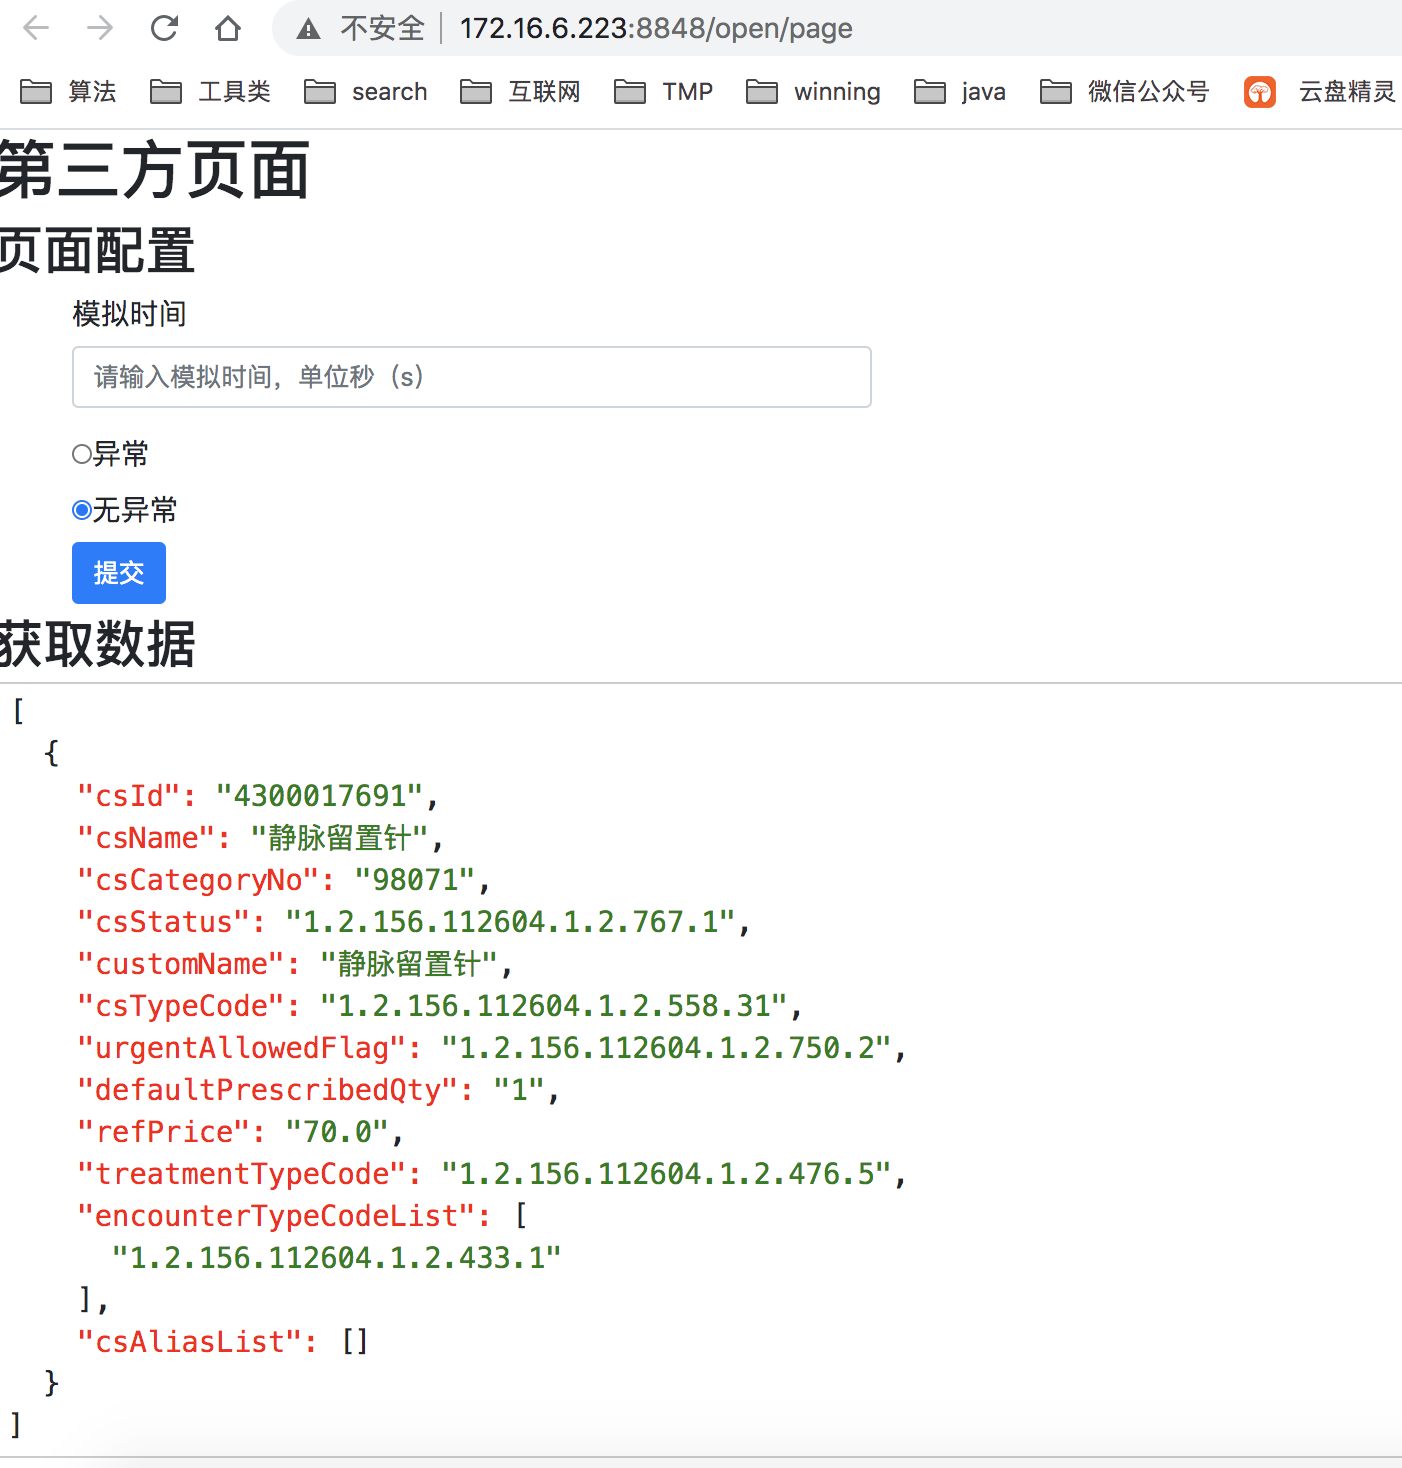 不安全 172.16.6.223:8848/open/page
算法 工具类 search 互联网 TMP winning java 微信公众号 云盘精灵
第三方页面
页面配置
模拟时间
请输入模拟时间，单位秒（s）
异常
无异常
提交
获取数据
[
{
"csId": "4300017691",
"csName": "静脉留置针",
"csCategoryNo": "98071",
"csStatus": "1.2.156.112604.1.2.767.1",
"customName": "静脉留置针",
"csTypeCode": "1.2.156.112604.1.2.558.31",
"urgentAllowedFlag": "1.2.156.112604.1.2.750.2",
"defaultPrescribedQty": "1",
"refPrice": "70.0",
"treatmentTypeCode": "1.2.156.112604.1.2.476.5",
"encounterTypeCodeList": [
"1.2.156.112604.1.2.433.1"
],
"csAliasList": []
}
]